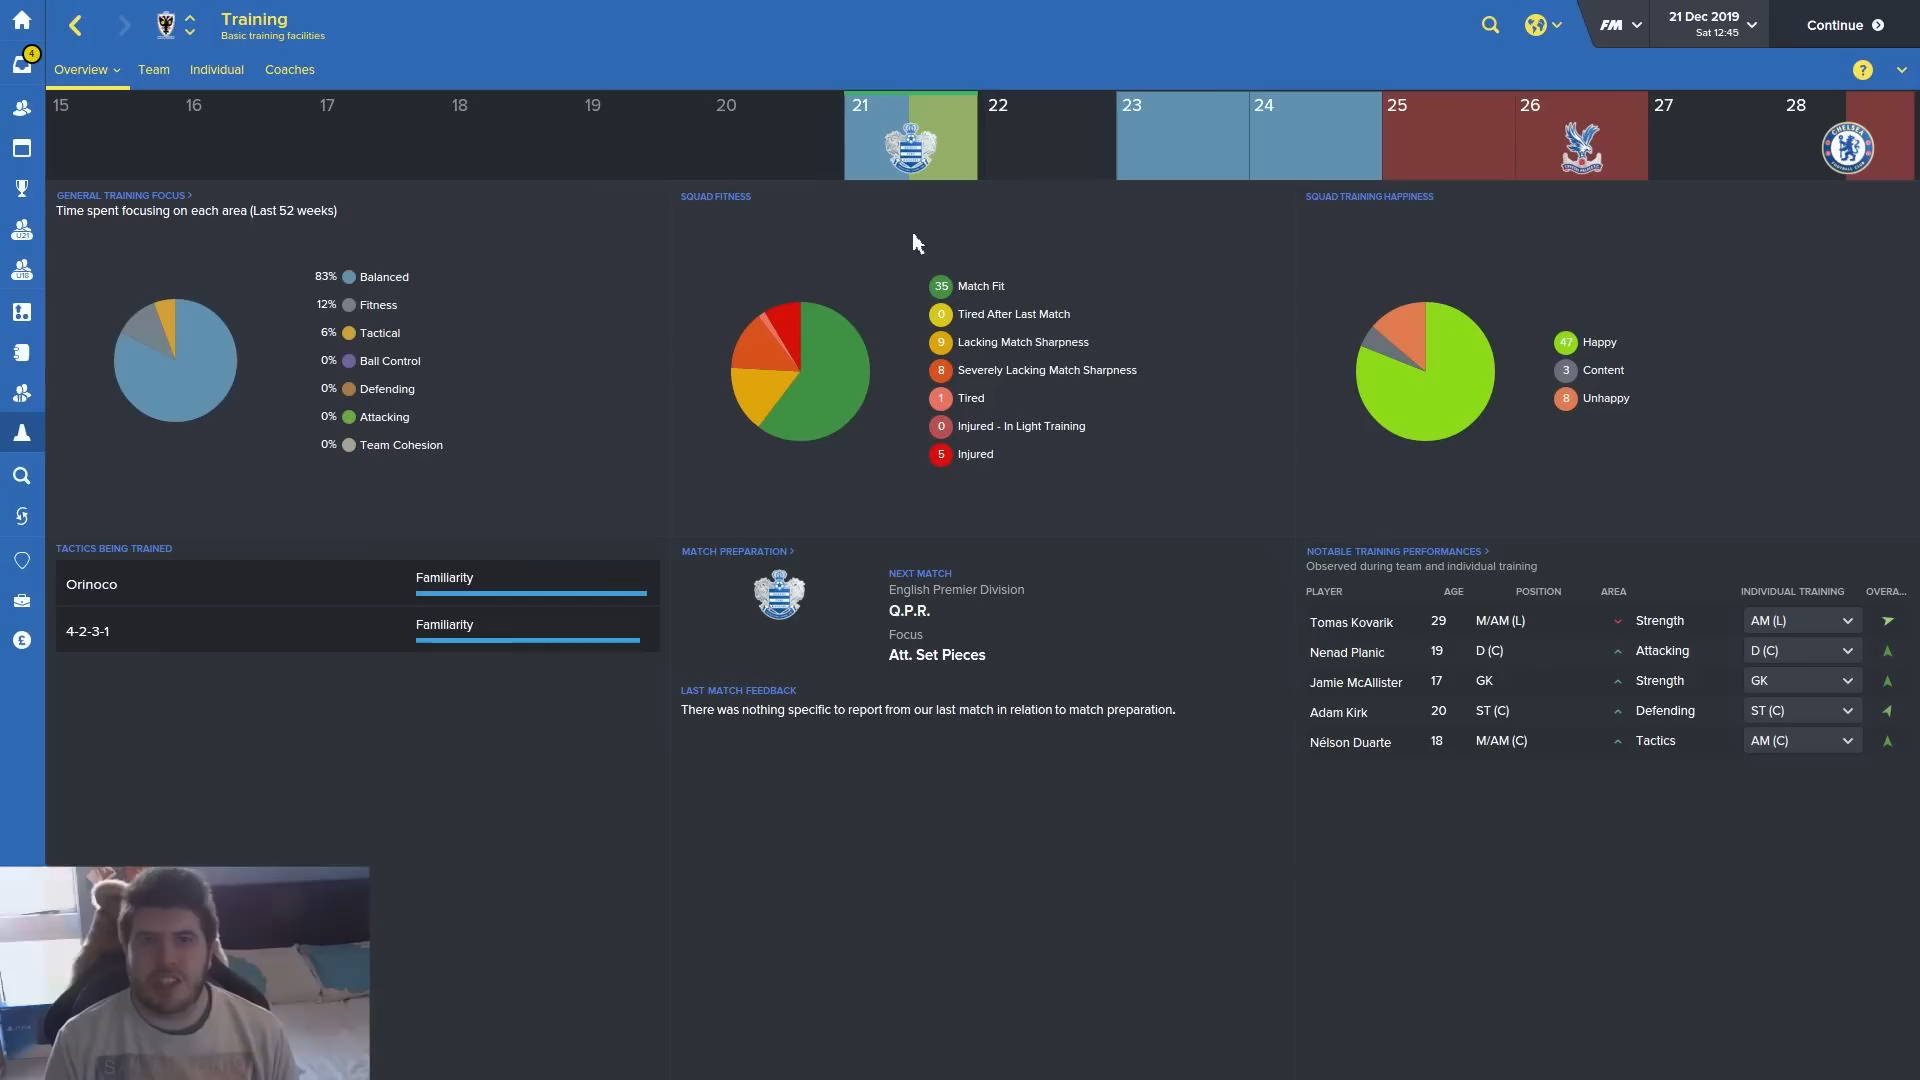 Training
Basic training facilities
FM
21 Dec 2019
Sat 12:45
Continue
4
Overview
Team
Individual
Coaches
?
15 16 17 18 19 20 21 22 23 24 25 26 27 28
CHELSEA
FOOTBALL CLUB
U21
U18
£
GENERAL TRAINING FOCUS >
Time spent focusing on each area (Last 52 weeks)
83% Balanced
12% Fitness
6% Tactical
0% Ball Control
0% Defending
0% Attacking
0% Team Cohesion
SQUAD FITNESS
35 Match Fit
0 Tired After Last Match
9 Lacking Match Sharpness
8 Severely Lacking Match Sharpness
1 Tired
0 Injured - In Light Training
5 Injured
SQUAD TRAINING HAPPINESS
47 Happy
3 Content
8 Unhappy
TACTICS BEING TRAINED
Orinoco Familiarity
4-2-3-1 Familiarity
MATCH PREPARATION >
NEXT MATCH
English Premier Division
Q.P.R.
Focus
Att. Set Pieces
LAST MATCH FEEDBACK
There was nothing specific to report from our last match in relation to match preparation.
NOTABLE TRAINING PERFORMANCES >
Observed during team and individual training
PLAYER AGE POSITION AREA INDIVIDUAL TRAINING OVERA...
Tomas Kovarik 29 M/AM (L) Strength AM (L)
Nenad Planic 19 D (C) Attacking D (C)
Jamie McAllister 17 GK Strength GK
Adam Kirk 20 ST (C) Defending ST (C)
Nélson Duarte 18 M/AM (C) Tactics AM (C)